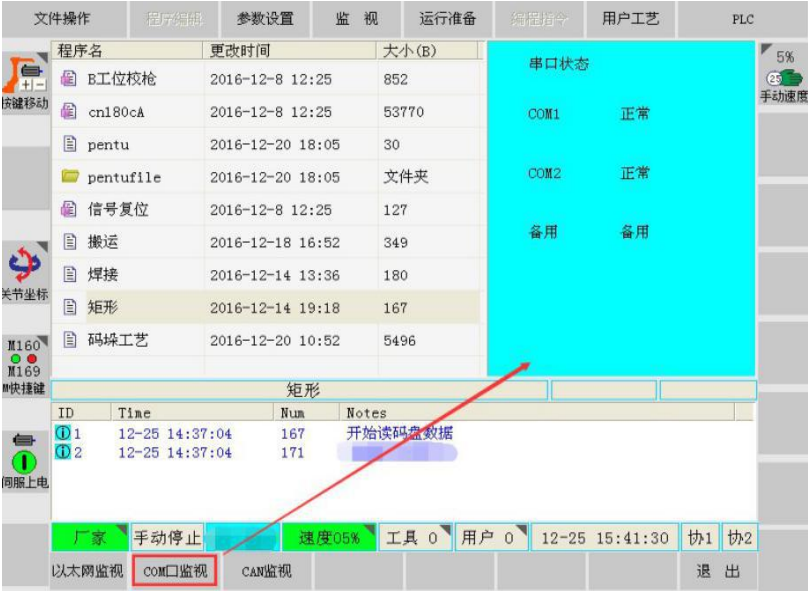 文件操作 程序编辑 参数设置 监 视 运行准备 编程指令 用户工艺 PLC
程序名 更改时间 大小(B)
B工位校枪 2016-12-8 12:25 852
cn180cA 2016-12-8 12:25 53770
pentu 2016-12-20 18:05 30
pentufile 2016-12-20 18:05 文件夹
信号复位 2016-12-8 12:25 127
搬运 2016-12-18 16:52 349
焊接 2016-12-14 13:36 180
矩形 2016-12-14 19:18 167
码垛工艺 2016-12-20 10:52 5496
串口状态
COM1 正常
COM2 正常
备用 备用
按键移动
关节坐标
M160
M169
M快捷键
伺服上电
5%
25
手动速度
矩形
ID Time Num Notes
1 12-25 14:37:04 167 开始读码盘数据
2 12-25 14:37:04 171
厂家 手动停止 速度05% 工具 0 用户 0 12-25 15:41:30 协1 协2
以太网监视 COM口监视 CAN监视 退 出